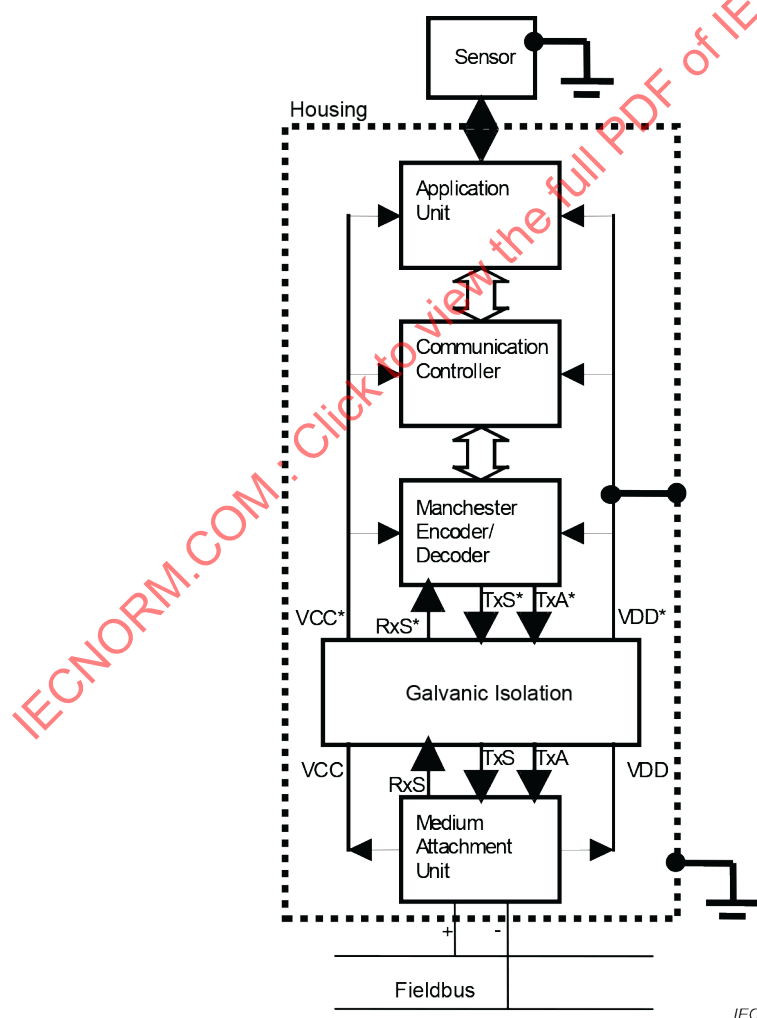 Sensor
Housing
Application
Unit
Communication
Controller
Manchester
Encoder/
Decoder
VCC*
RxS*
TxS*
TxA*
VDD*
Galvanic Isolation
VCC
RxS
TxS
TxA
VDD
Medium
Attachment
Unit
+
-
Fieldbus
IEC
IECNORM.COM : Click to view the full PDF of IE